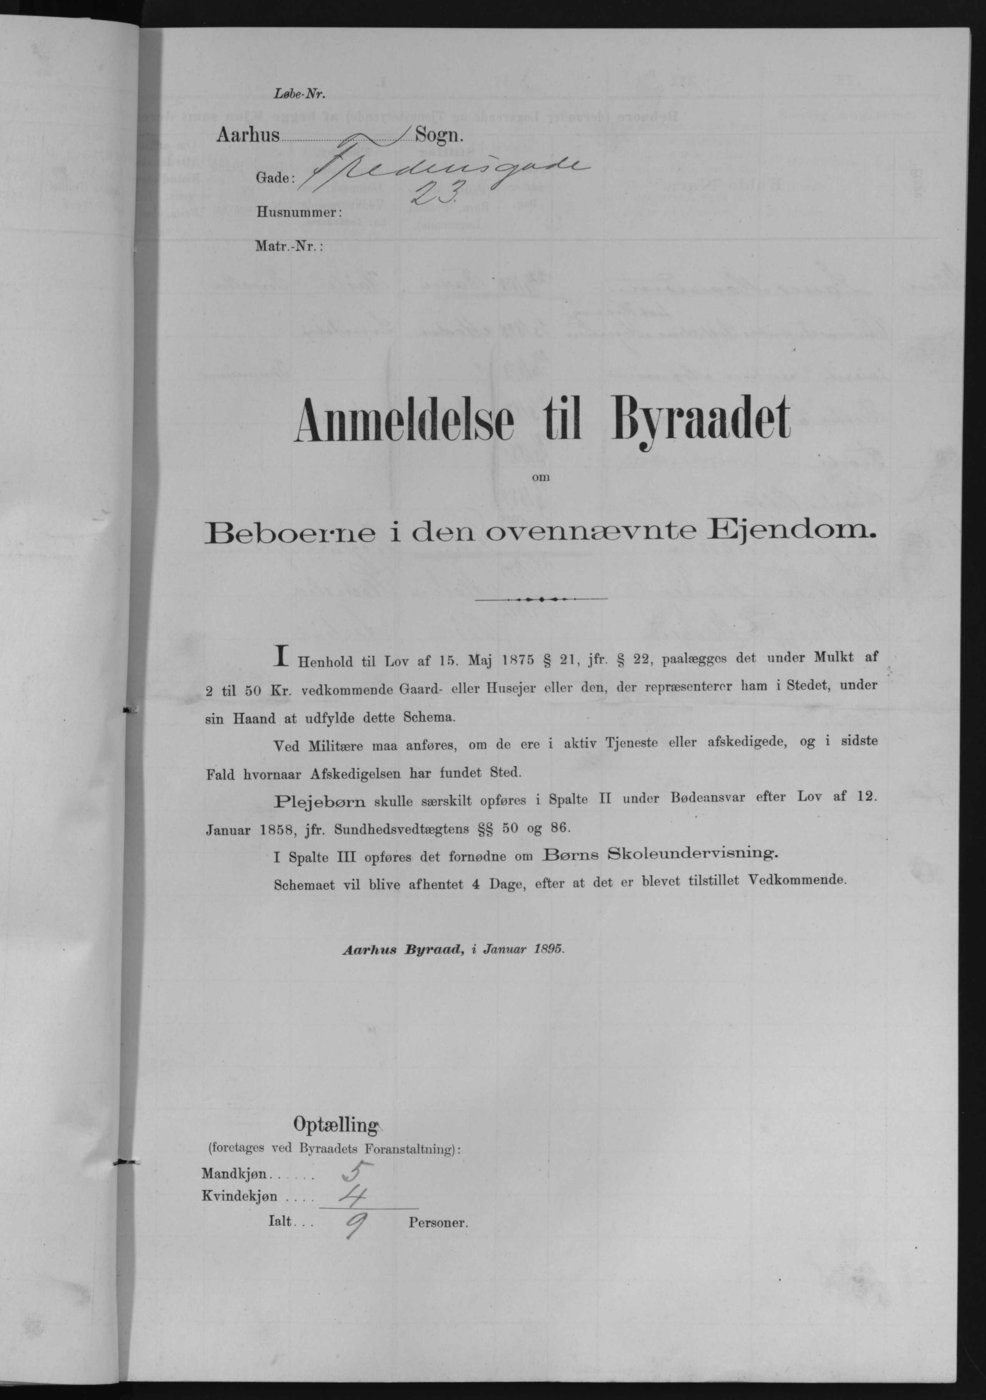 Løbe-Nr.
Aarhus Sogn.
Gade: Fredensgade
Husnummer: 23.
Matr.-Nr.:
Anmeldelse til Byraadet
om
Beboerne i den ovennævnte Ejendom.
I Henhold til Lov af 15. Maj 1875 § 21, jfr. § 22, paalægges det under Mulkt af
2 til 50 Kr. vedkommende Gaard- eller Husejer eller den, der repræsenterer ham i Stedet, under
sin Haand at udfylde dette Schema.
Ved Militære maa anføres, om de ere i aktiv Tjeneste eller afskedigede, og i sidste
Fald hvornaar Afskedigelsen har fundet Sted.
Plejebørn skulle særskilt opføres i Spalte II under Bødeansvar efter Lov af 12.
Januar 1858, jfr. Sundhedsvedtægtens §§ 50 og 86.
I Spalte III opføres det fornødne om Børns Skoleundervisning.
Schemaet vil blive afhentet 4 Dage, efter at det er blevet tilstillet Vedkommende.
Aarhus Byraad, i Januar 1895.
Optælling
(foretages ved Byraadets Foranstaltning):
Mandkjøn...... 5
Kvindekjøn .... 4
Ialt... 9 Personer.